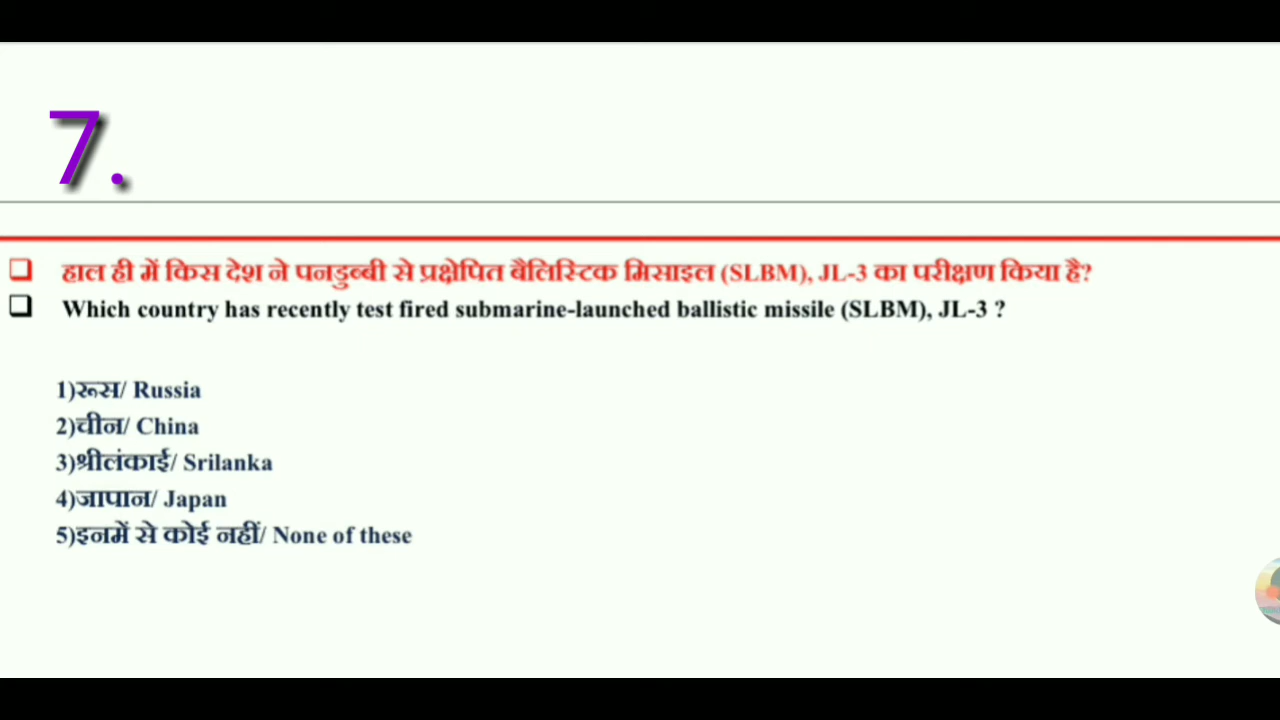 7.
हाल ही में किस देश ने पनडुब्बी से प्रक्षेपित बैलिस्टिक मिसाइल (SLBM), JL-3 का परीक्षण किया है?
Which country has recently test fired submarine-launched ballistic missile (SLBM), JL-3 ?
1)रूस/ Russia
2)चीन/ China
3)श्रीलंकाई/ Srilanka
4)जापान/ Japan
5)इनमें से कोई नहीं/ None of these